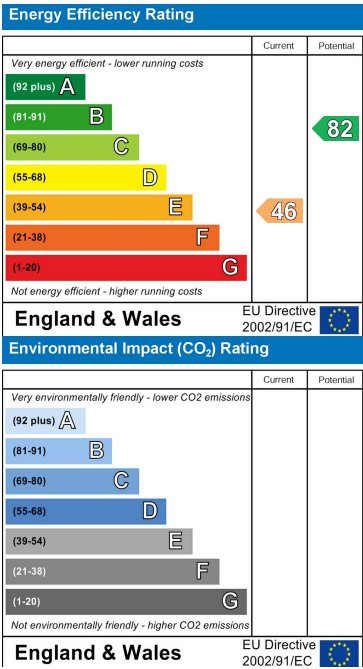 Energy Efficiency Rating
Current Potential
Very energy efficient - lower running costs
(92 plus) A
(81-91) B
(69-80) C
(55-68) D
(39-54) E
(21-38) F
(1-20) G
82
46
Not energy efficient - higher running costs
England & Wales
EU Directive
2002/91/EC
Environmental Impact (CO₂) Rating
Current Potential
Very environmentally friendly - lower CO2 emissions
(92 plus) A
(81-91) B
(69-80) C
(55-68) D
(39-54) E
(21-38) F
(1-20) G
Not environmentally friendly - higher CO2 emissions
England & Wales
EU Directive
2002/91/EC